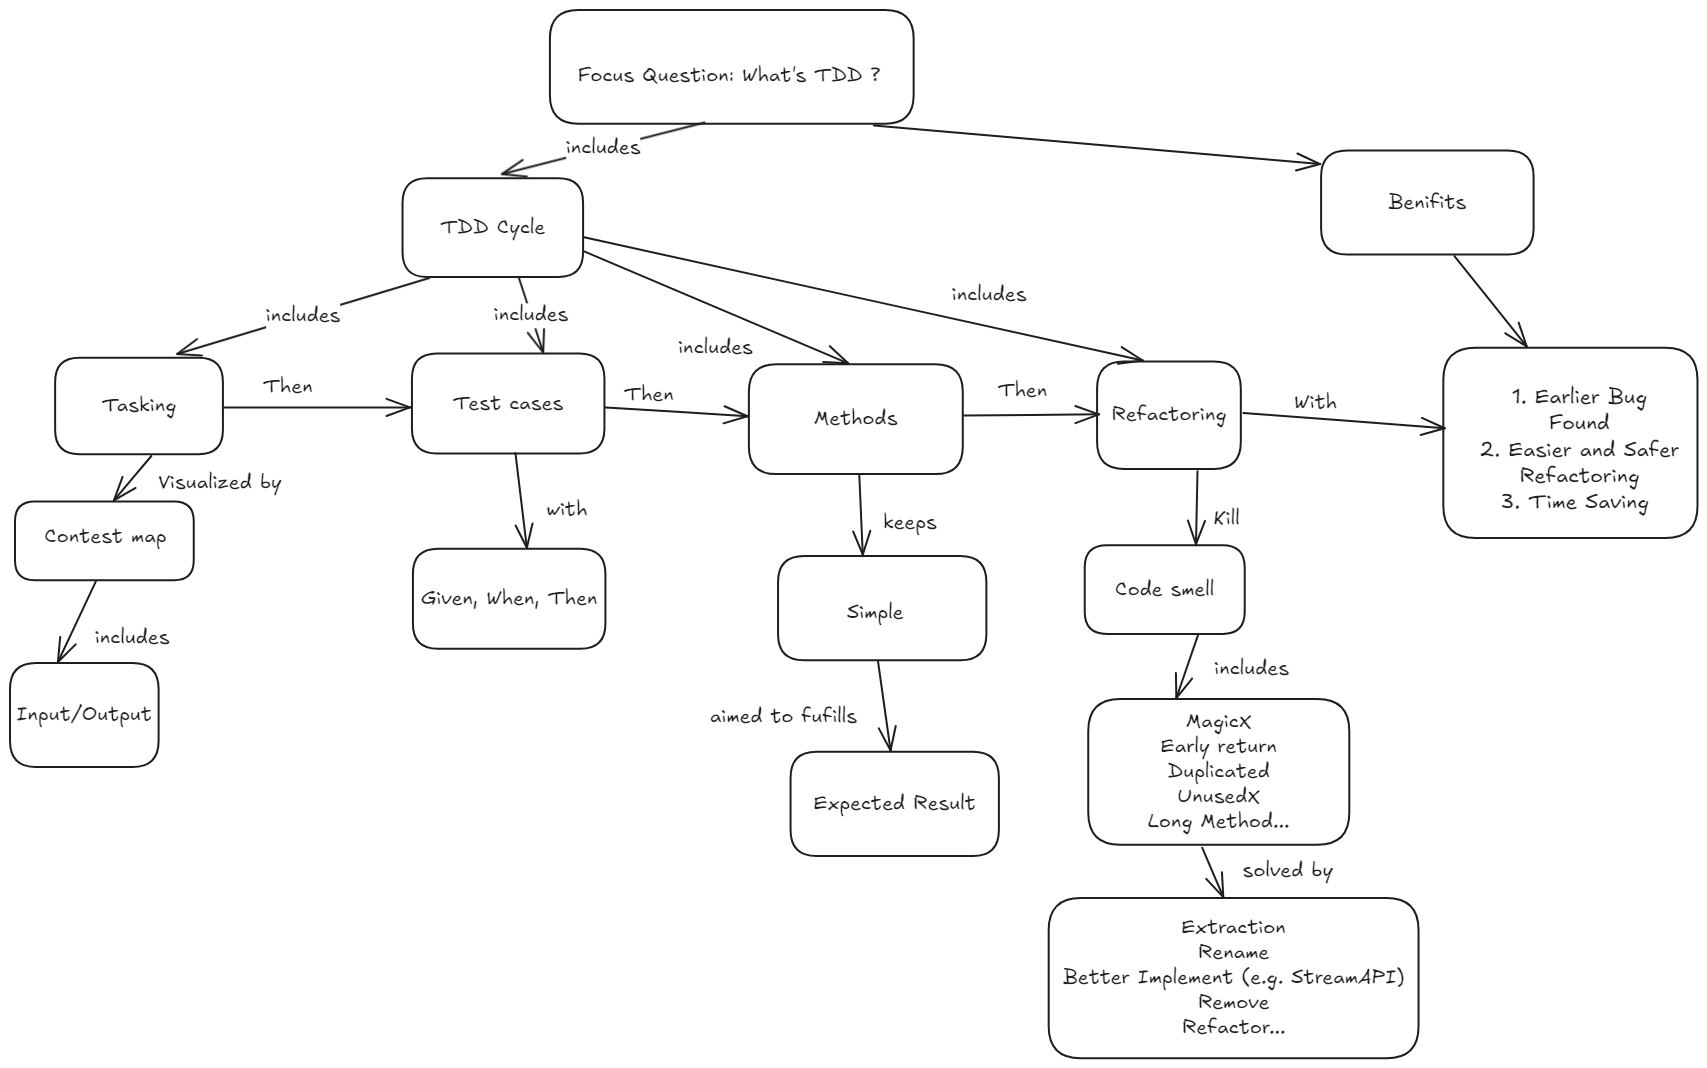 Focus Question: What's TDD ?
includes
Benifits
TDD Cycle
includes
includes
includes
includes
Tasking
Then
Test cases
Then
Methods
Then
Refactoring
With
1. Earlier Bug
Found
2. Easier and Safer
Refactoring
3. Time Saving
Visualized by
with
keeps
Kill
Contest map
Given, When, Then
Simple
Code smell
includes
includes
Input/Output
aimed to fufills
MagicX
Early return
Duplicated
UnusedX
Long Method...
Expected Result
solved by
Extraction
Rename
Better Implement (e.g. StreamAPI)
Remove
Refactor...